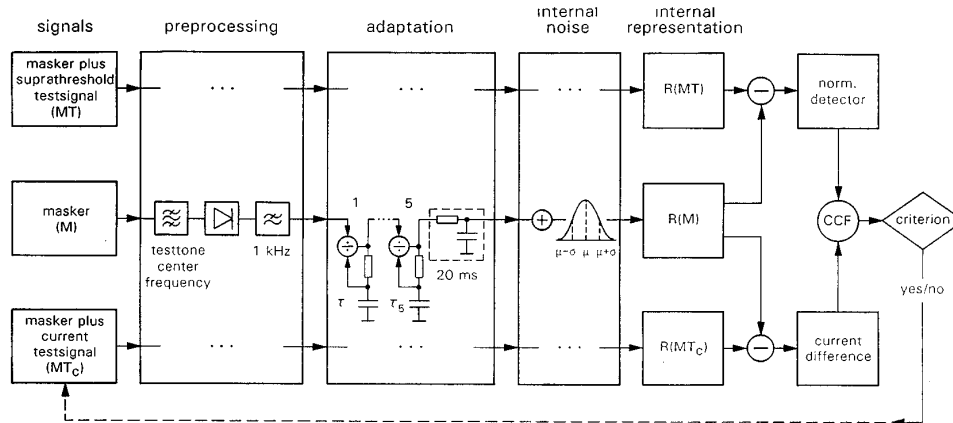 signals
preprocessing
adaptation
internal
noise
internal
representation
masker plus
suprathreshold
testsignal
(MT)
...
...
...
R(MT)
−
norm.
detector
masker
(M)
testtone
center
frequency
1 kHz
1
.....
5
÷
÷
τ
τ5
20 ms
+
μ−σ μ μ+σ
R(M)
CCF
criterion
yes/no
masker plus
current
testsignal
(MTC)
...
...
...
R(MTC)
−
current
difference